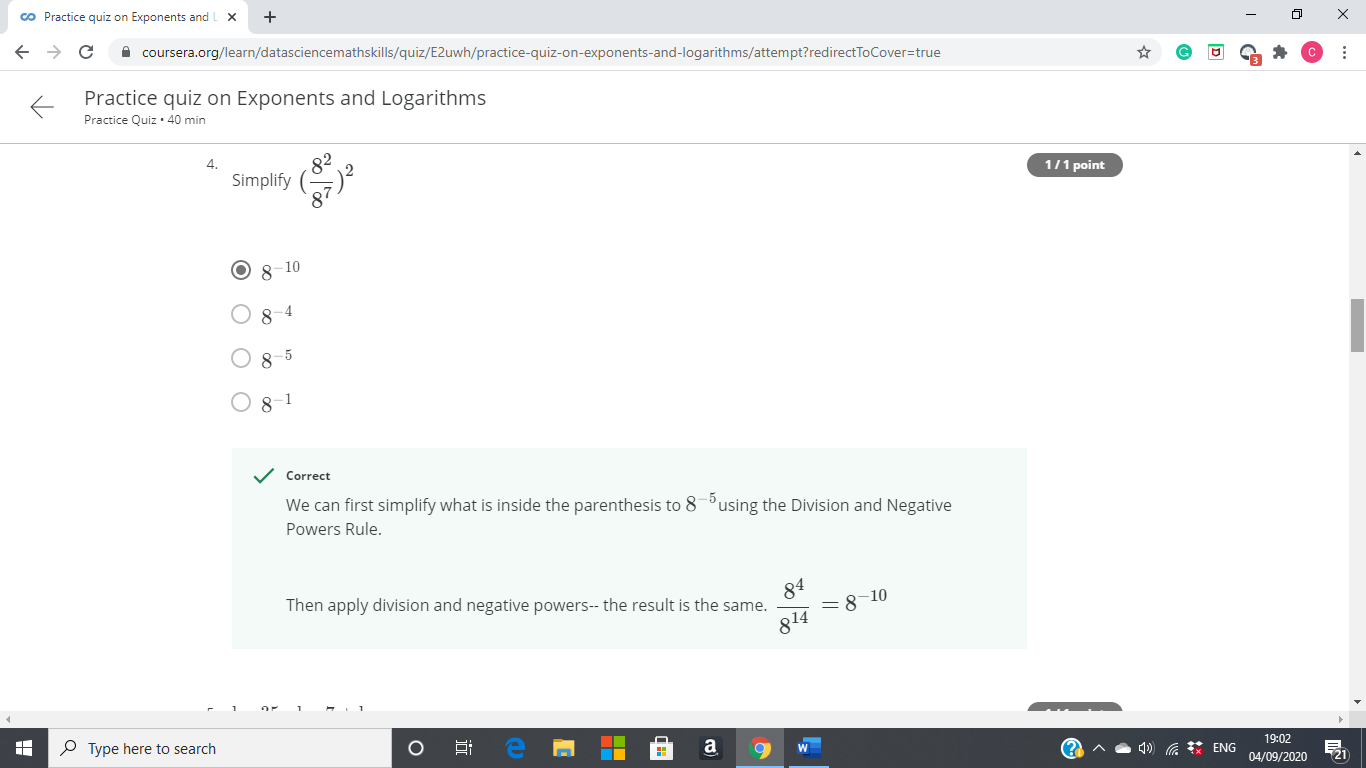 Practice quiz on Exponents and L
coursera.org/learn/datasciencemathskills/quiz/E2uwh/practice-quiz-on-exponents-and-logarithms/attempt?redirectToCover=true
G
3
C
Practice quiz on Exponents and Logarithms
Practice Quiz • 40 min
4.
Simplify (8^2/8^7)^2
1 / 1 point
8^−10
8^−4
8^−5
8^−1
Correct
We can first simplify what is inside the parenthesis to 8^−5 using the Division and Negative
Powers Rule.
Then apply division and negative powers-- the result is the same. 8^4/8^14 = 8^−10
Type here to search
ENG
19:02
04/09/2020
21